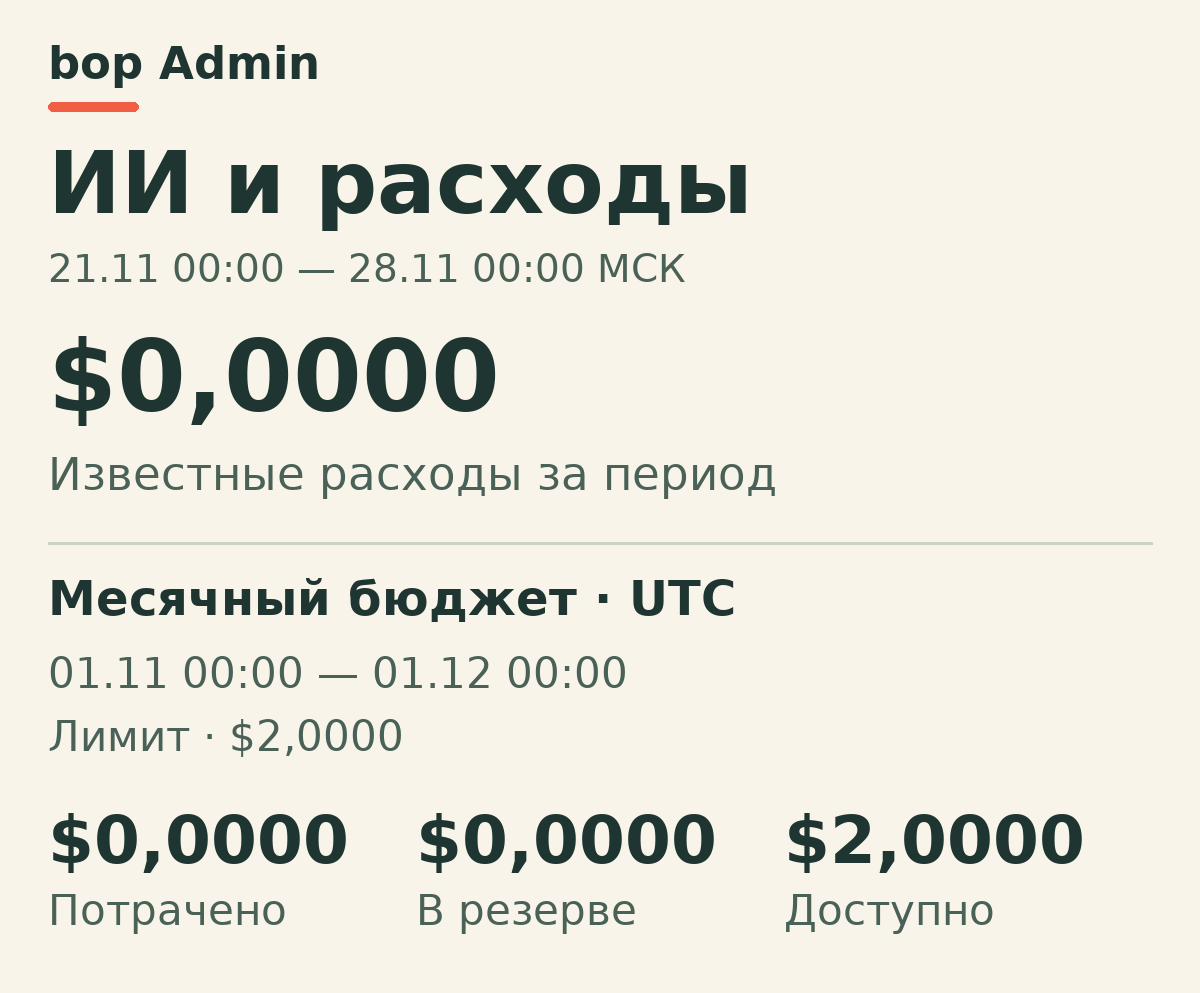 bop Admin
ИИ и расходы
21.11 00:00 — 28.11 00:00 МСК
$0,0000
Известные расходы за период
Месячный бюджет · UTC
01.11 00:00 — 01.12 00:00
Лимит · $2,0000
$0,0000 $0,0000 $2,0000
Потрачено В резерве Доступно